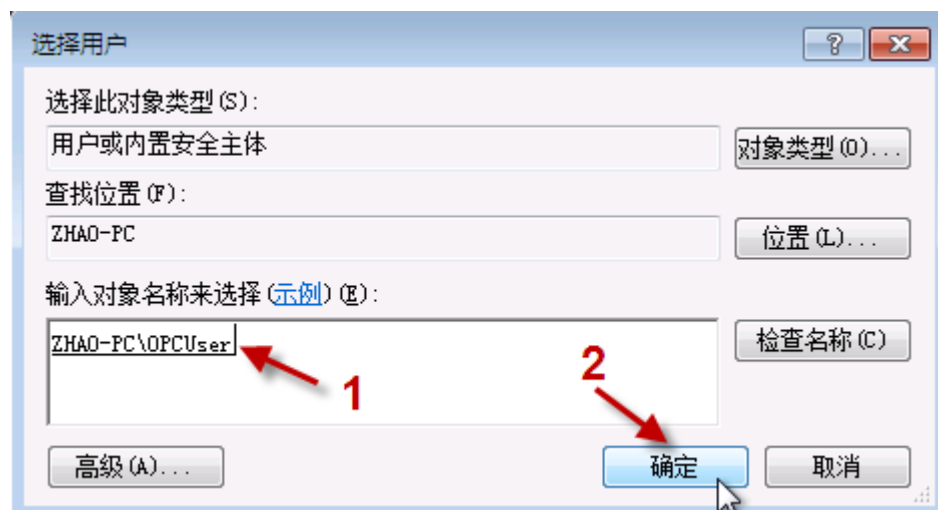 选择用户
选择此对象类型(S):
用户或内置安全主体
对象类型(O)...
查找位置(F):
ZHAO-PC
位置(L)...
输入对象名称来选择(示例)(E):
ZHAO-PC\OPCUser
检查名称(C)
1
2
高级(A)...
确定
取消